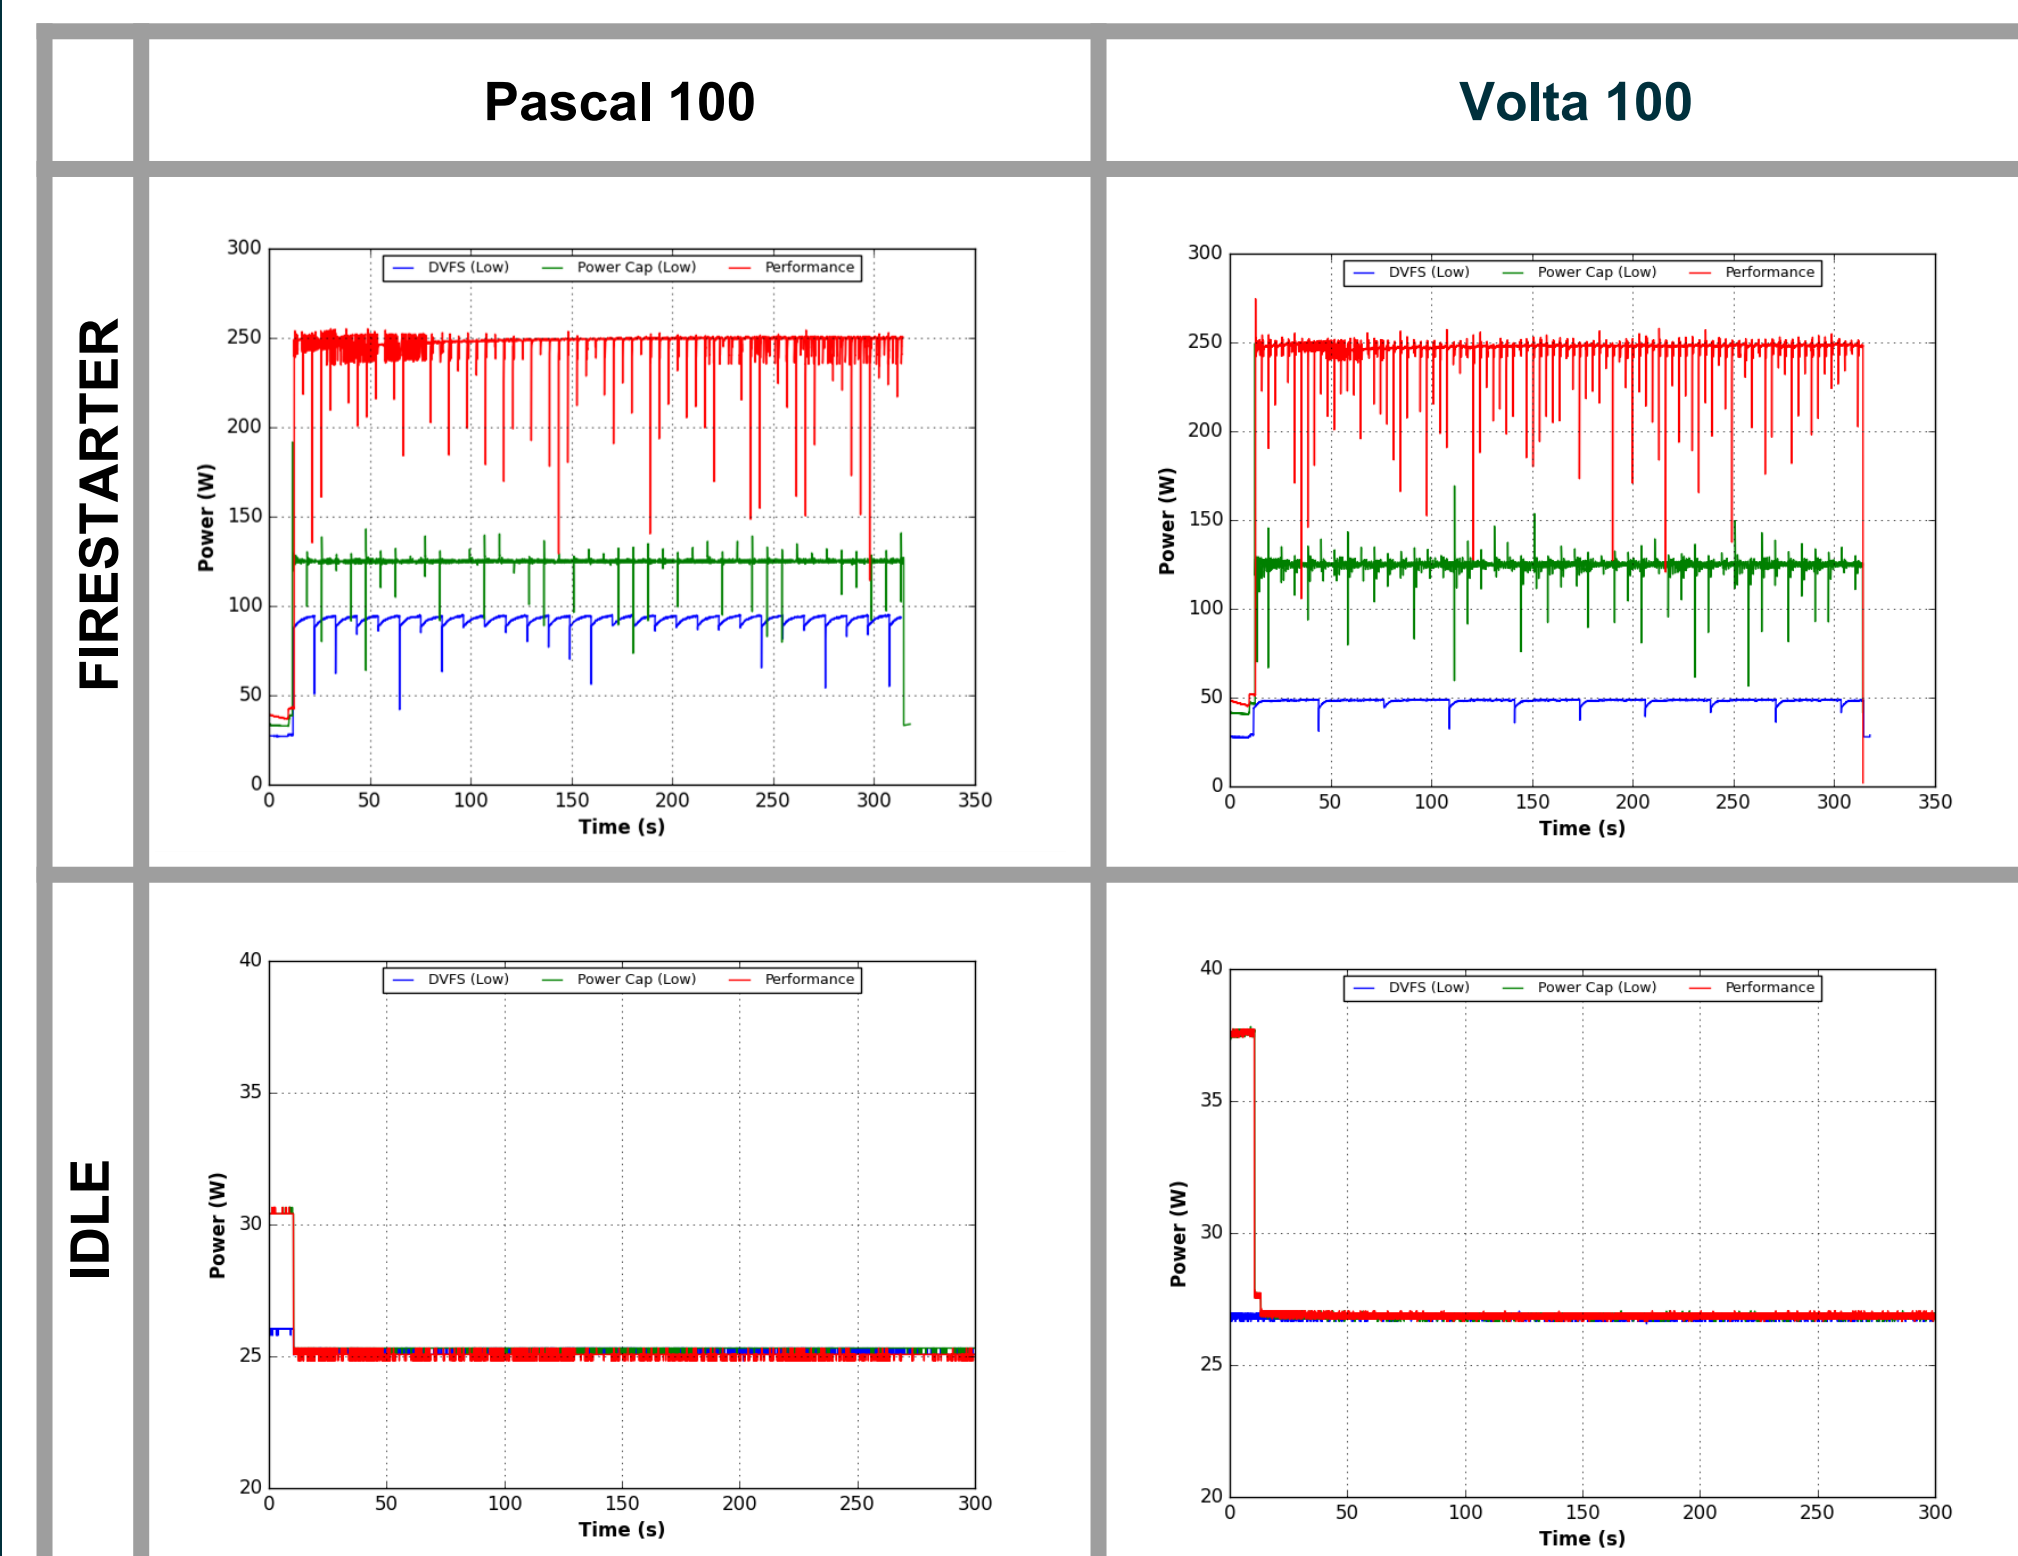 Pascal 100
Volta 100
FIRESTARTER
300
250
200
150
100
50
0
0 50 100 150 200 250 300 350
Power (W)
Time (s)
DVFS (Low) Power Cap (Low) Performance
300
250
200
150
100
50
0
0 50 100 150 200 250 300 350
Power (W)
Time (s)
DVFS (Low) Power Cap (Low) Performance
IDLE
40
35
30
25
20
0 50 100 150 200 250 300
Power (W)
Time (s)
DVFS (Low) Power Cap (Low) Performance
40
35
30
25
20
0 50 100 150 200 250 300
Power (W)
Time (s)
DVFS (Low) Power Cap (Low) Performance